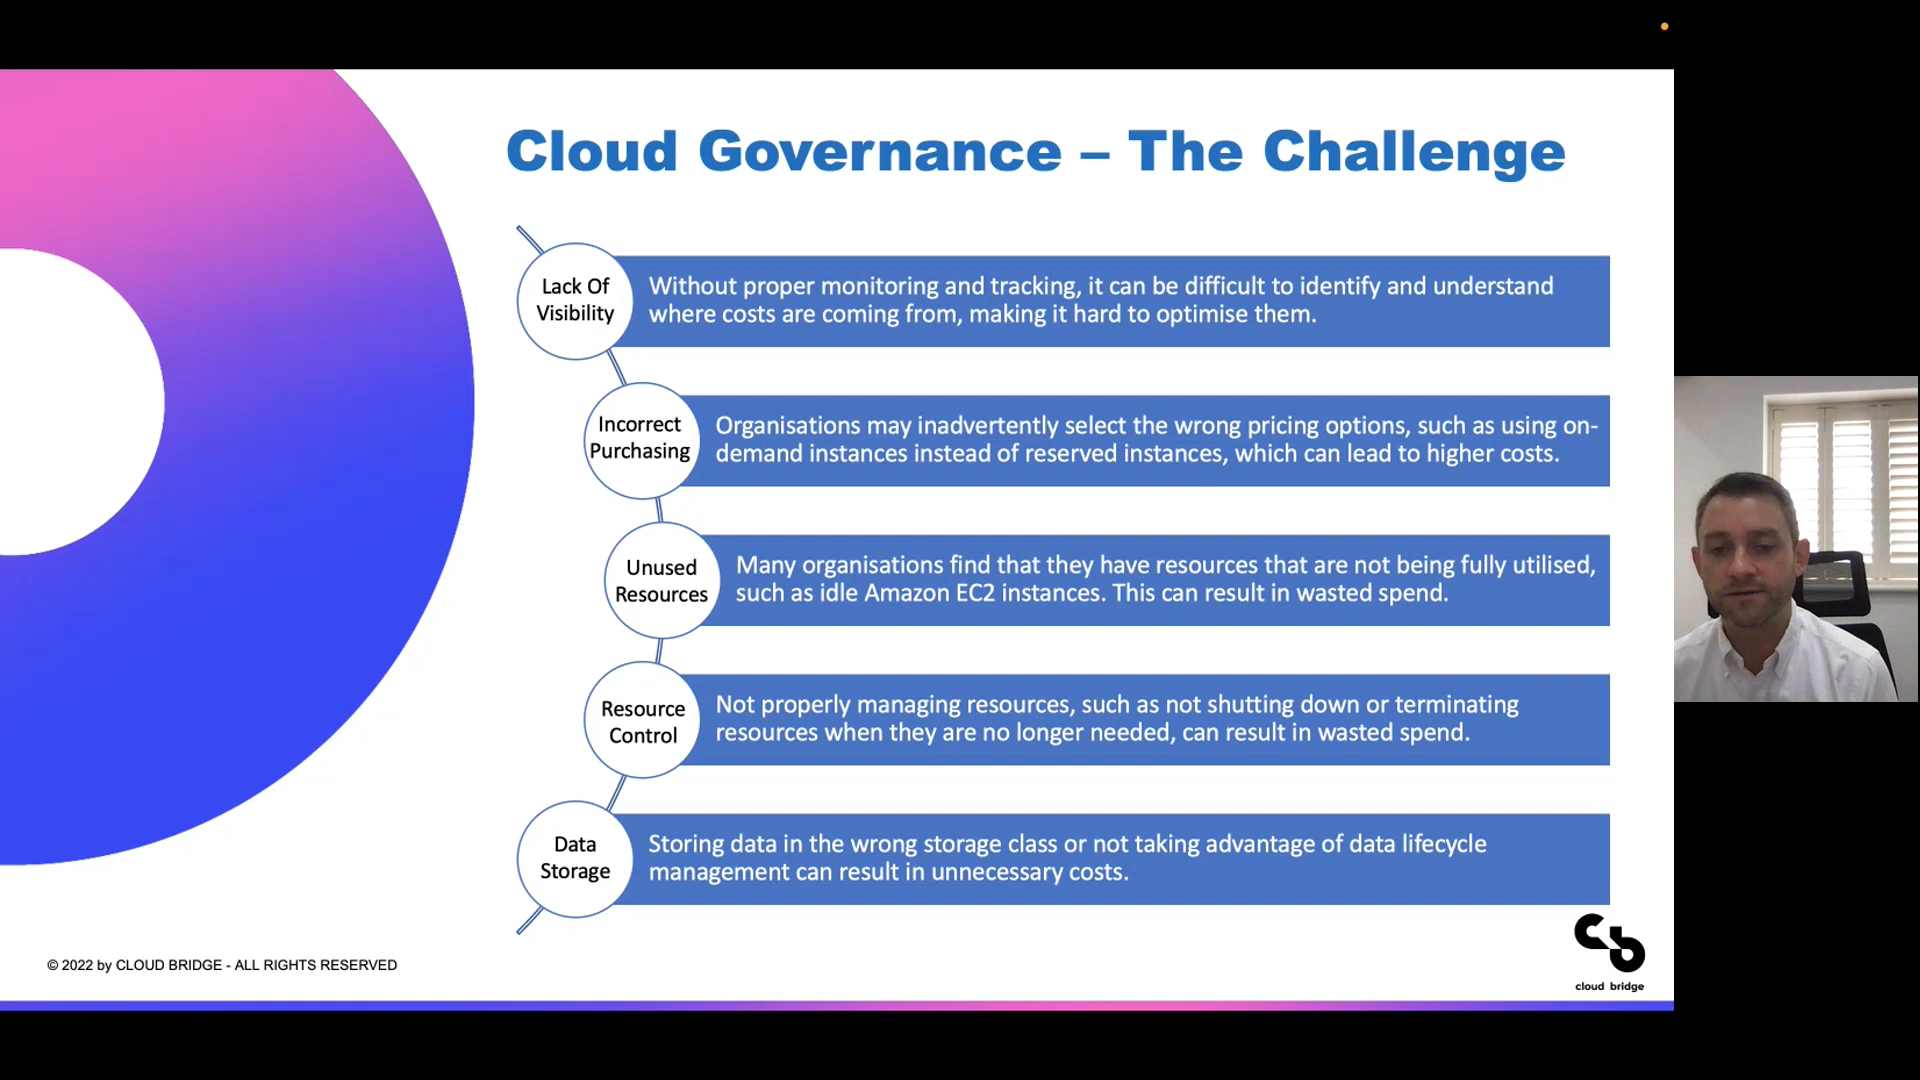 Cloud Governance – The Challenge
Lack Of
Visibility
Without proper monitoring and tracking, it can be difficult to identify and understand
where costs are coming from, making it hard to optimise them.
Incorrect
Purchasing
Organisations may inadvertently select the wrong pricing options, such as using on-
demand instances instead of reserved instances, which can lead to higher costs.
Unused
Resources
Many organisations find that they have resources that are not being fully utilised,
such as idle Amazon EC2 instances. This can result in wasted spend.
Resource
Control
Not properly managing resources, such as not shutting down or terminating
resources when they are no longer needed, can result in wasted spend.
Data
Storage
Storing data in the wrong storage class or not taking advantage of data lifecycle
management can result in unnecessary costs.
© 2022 by CLOUD BRIDGE - ALL RIGHTS RESERVED
cb
cloud bridge